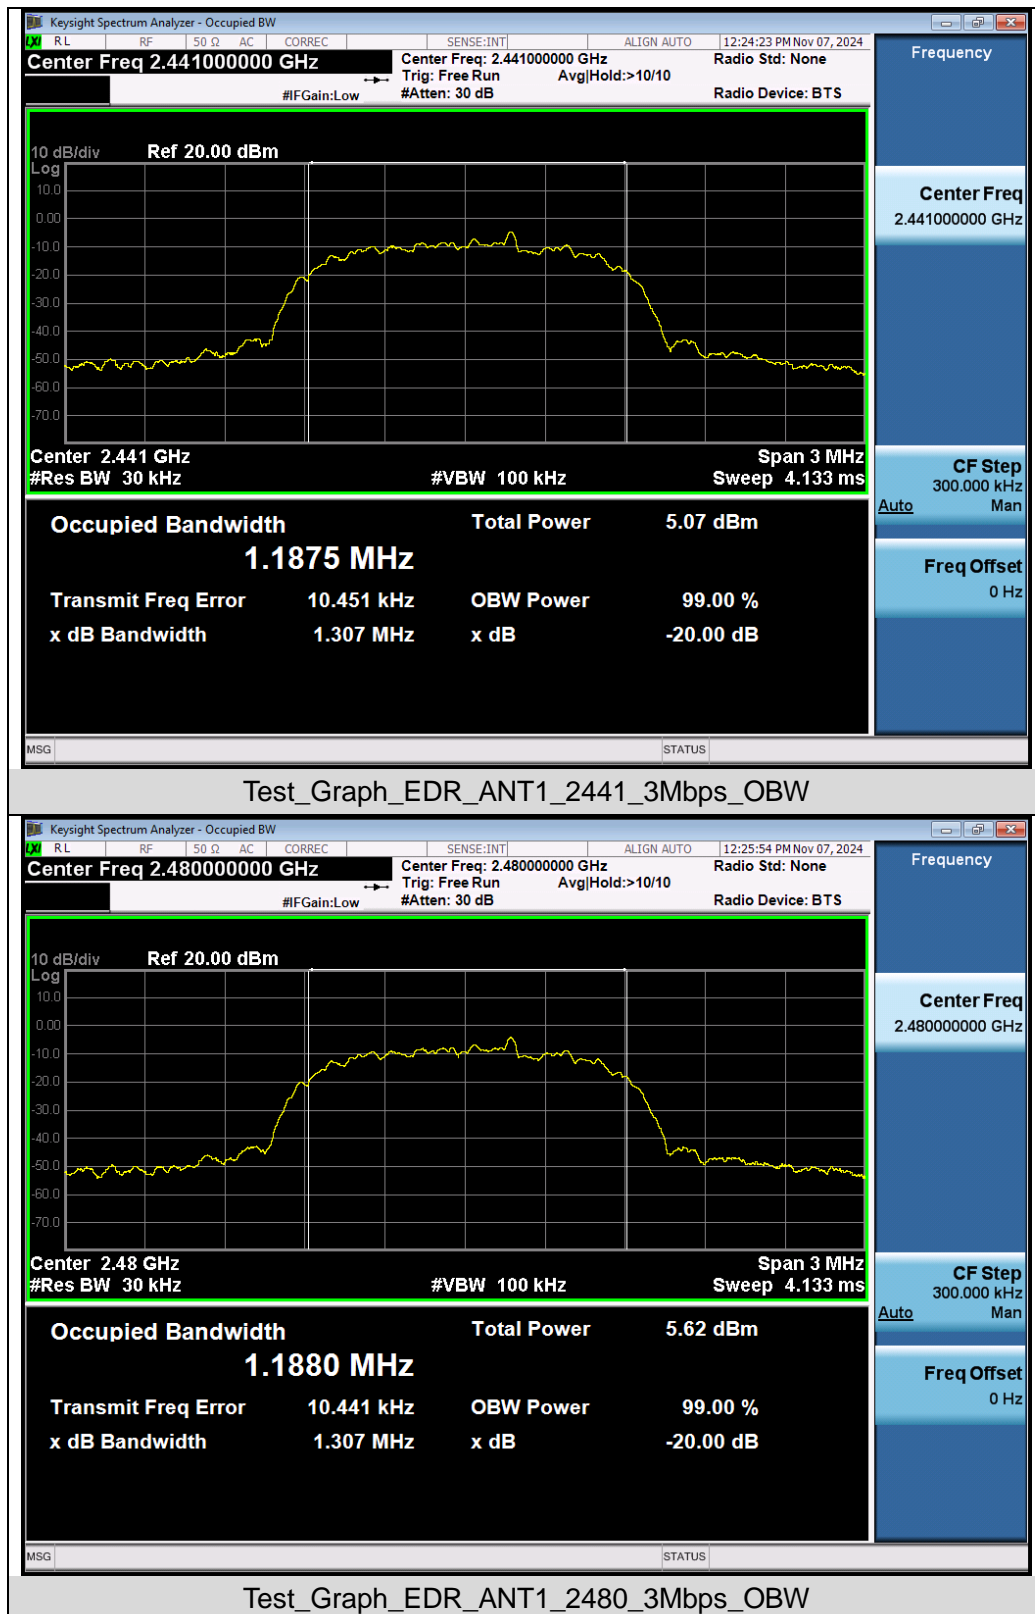 Keysight Spectrum Analyzer - Occupied BW
LXI RL RF 50 Ω AC CORREC SENSE:INT ALIGN AUTO 12:24:23 PM Nov 07, 2024
Center Freq 2.441000000 GHz Center Freq: 2.441000000 GHz Radio Std: None Frequency
Trig: Free Run Avg|Hold:>10/10
#IFGain:Low #Atten: 30 dB Radio Device: BTS
10 dB/div Ref 20.00 dBm
Log
10.0
0.00
-10.0
-20.0
-30.0
-40.0
-50.0
-60.0
-70.0
Center Freq
2.441000000 GHz
Center 2.441 GHz Span 3 MHz
#Res BW 30 kHz #VBW 100 kHz Sweep 4.133 ms
CF Step
300.000 kHz
Auto Man
Occupied Bandwidth Total Power 5.07 dBm
1.1875 MHz
Transmit Freq Error 10.451 kHz OBW Power 99.00 %
x dB Bandwidth 1.307 MHz x dB -20.00 dB
Freq Offset
0 Hz
MSG STATUS
Test_Graph_EDR_ANT1_2441_3Mbps_OBW
Keysight Spectrum Analyzer - Occupied BW
LXI RL RF 50 Ω AC CORREC SENSE:INT ALIGN AUTO 12:25:54 PM Nov 07, 2024
Center Freq 2.480000000 GHz Center Freq: 2.480000000 GHz Radio Std: None Frequency
Trig: Free Run Avg|Hold:>10/10
#IFGain:Low #Atten: 30 dB Radio Device: BTS
10 dB/div Ref 20.00 dBm
Log
10.0
0.00
-10.0
-20.0
-30.0
-40.0
-50.0
-60.0
-70.0
Center Freq
2.480000000 GHz
Center 2.48 GHz Span 3 MHz
#Res BW 30 kHz #VBW 100 kHz Sweep 4.133 ms
CF Step
300.000 kHz
Auto Man
Occupied Bandwidth Total Power 5.62 dBm
1.1880 MHz
Transmit Freq Error 10.441 kHz OBW Power 99.00 %
x dB Bandwidth 1.307 MHz x dB -20.00 dB
Freq Offset
0 Hz
MSG STATUS
Test_Graph_EDR_ANT1_2480_3Mbps_OBW